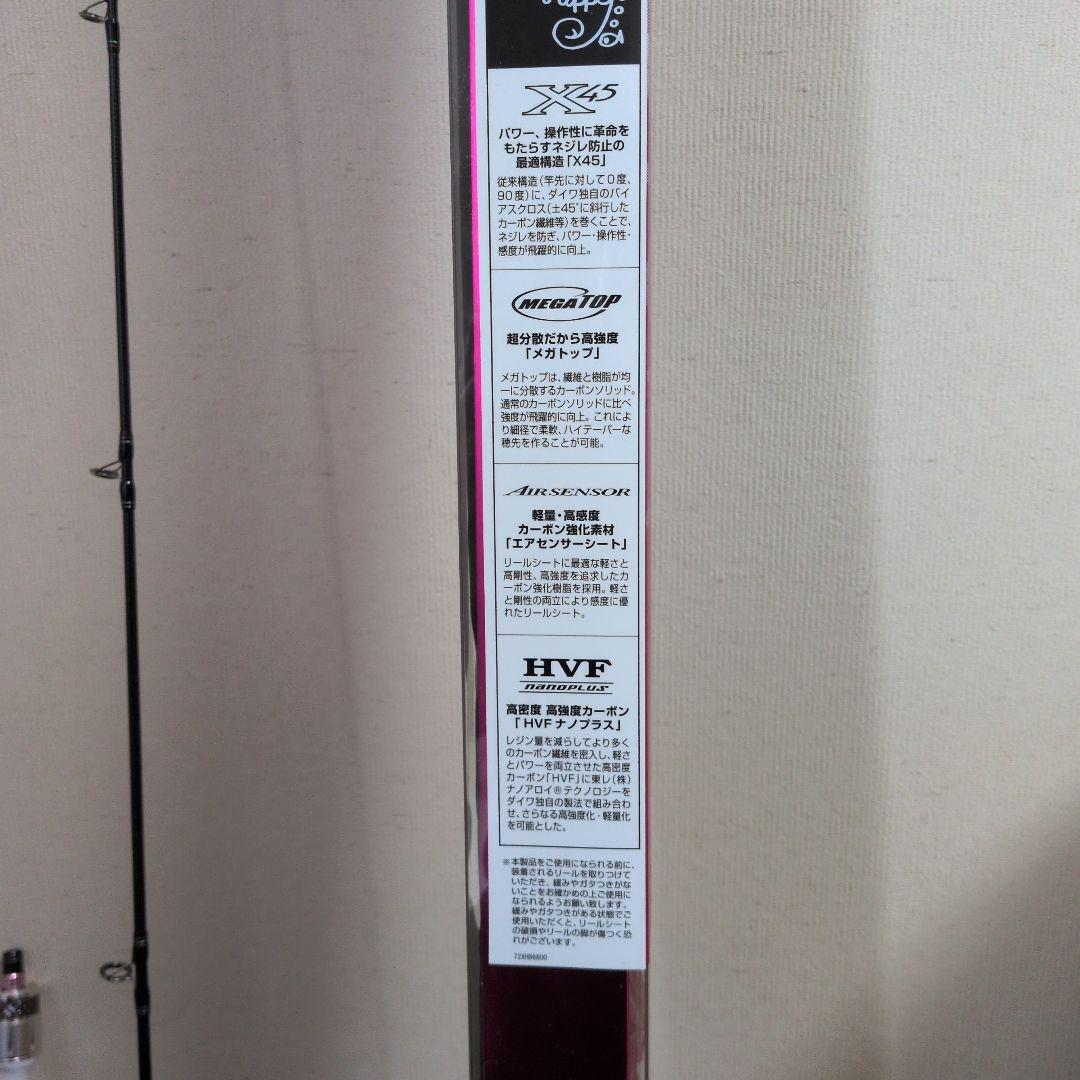 X45
パワー、操作性に革命を
もたらすネジレ防止の
最適構造「X45」
従来構造(竿先に対して0度、
90度)に、ダイワ独自のバイ
アスクロス(±45°に斜行した
カーボン繊維等)を巻くことで、
ネジレを防ぎ、パワー・操作性・
感度が飛躍的に向上。
MEGATOP
超分散だから高強度
「メガトップ」
メガトップは、繊維と樹脂が均
一に分散するカーボンソリッド。
通常のカーボンソリッドに比べ
強度が飛躍的に向上。これによ
り細径で柔軟、ハイテーパーな
穂先を作ることが可能。
AIRSENSOR
軽量・高感度
カーボン強化素材
「エアセンサーシート」
リールシートに最適な軽さと
高剛性、高強度を追求したカ
ーボン強化樹脂を採用。軽さ
と剛性の両立により感度に優
れたリールシート。
HVF
nanoplus
高密度 高強度カーボン
「HVFナノプラス」
レジン量を減らしてより多く
のカーボン繊維を密入し、軽さ
とパワーを両立させた高密度
カーボン「HVF」に東レ(株)
ナノアロイ®テクノロジーを
ダイワ独自の製法で組み合わ
せ、さらなる高強度化・軽量化
を可能とした。
※本製品をご使用になられる前に、
装着されるリールを取りつけて
いただき、緩みやガタつきがな
いことをお確かめの上ご使用に
なられるようお願い致します。
緩みやガタつきがある状態でご
使用いただくと、リールシート
の破損やリールの脚が傷つく恐
れがございます。
72XHB6800